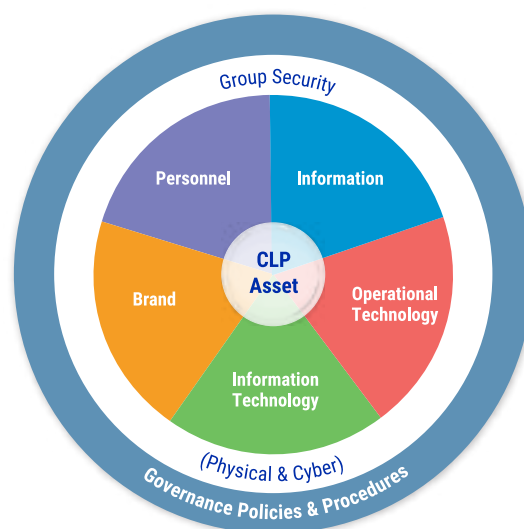 Group Security
Personnel
Information
CLP
Asset
Brand
Operational
Technology
Information
Technology
(Physical & Cyber)
Governance Policies & Procedures